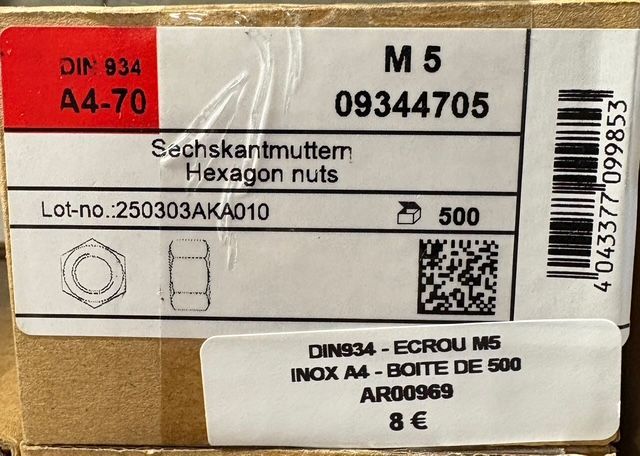 DIN 934
A4-70
M 5
09344705
Sechskantmuttern
Hexagon nuts
Lot-no.:250303AKA010
500
4 043377 099853
DIN934 - ECROU M5
INOX A4 - BOITE DE 500
AR00969
8 €